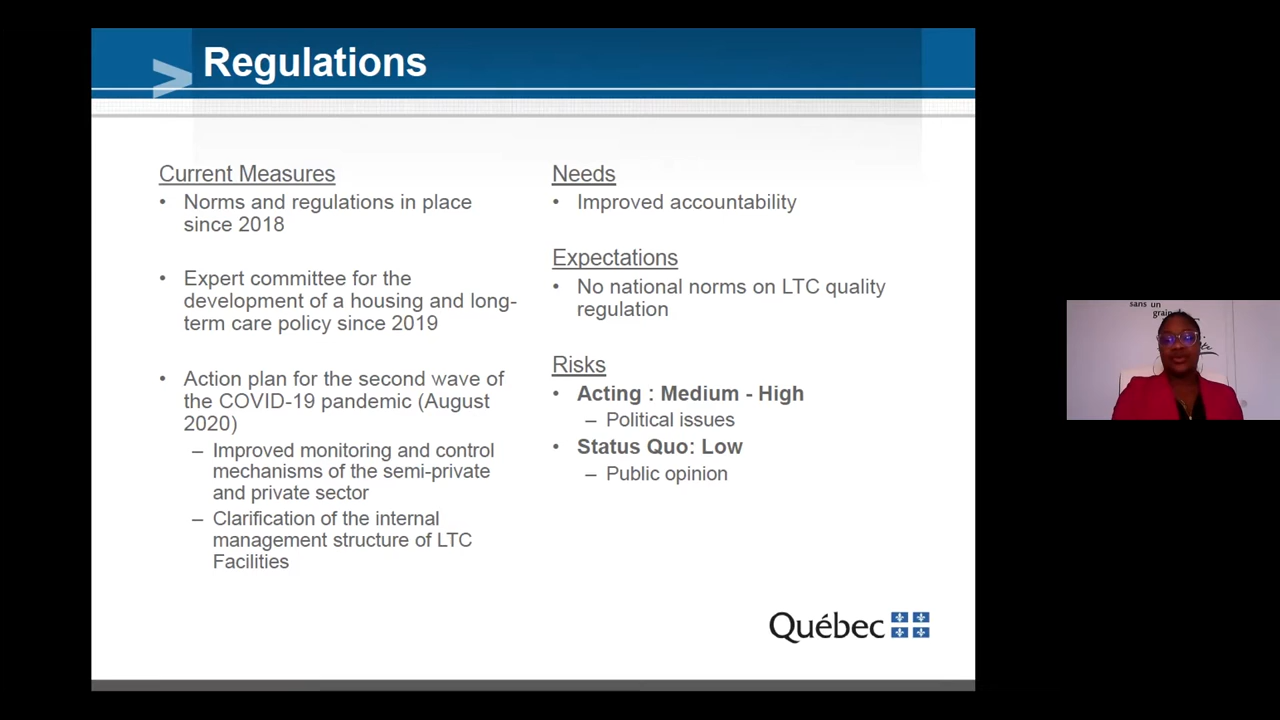 Regulations
Current Measures
• Norms and regulations in place
since 2018
• Expert committee for the
development of a housing and long-
term care policy since 2019
• Action plan for the second wave of
the COVID-19 pandemic (August
2020)
– Improved monitoring and control
mechanisms of the semi-private
and private sector
– Clarification of the internal
management structure of LTC
Facilities
Needs
• Improved accountability
Expectations
• No national norms on LTC quality
regulation
Risks
• Acting : Medium - High
– Political issues
• Status Quo: Low
– Public opinion
Québec
sans un